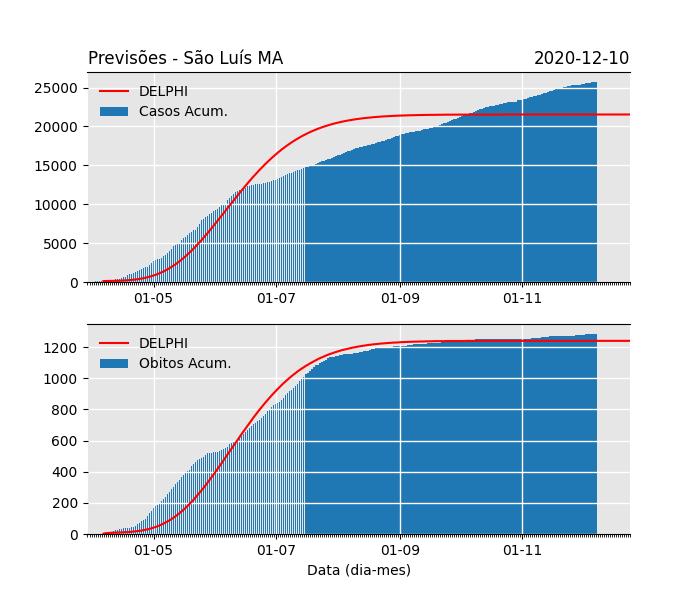 Previsões - São Luís MA 2020-12-10
DELPHI
Casos Acum.
25000
20000
15000
10000
5000
0
01-05 01-07 01-09 01-11
DELPHI
Obitos Acum.
1200
1000
800
600
400
200
0
01-05 01-07 01-09 01-11
Data (dia-mes)